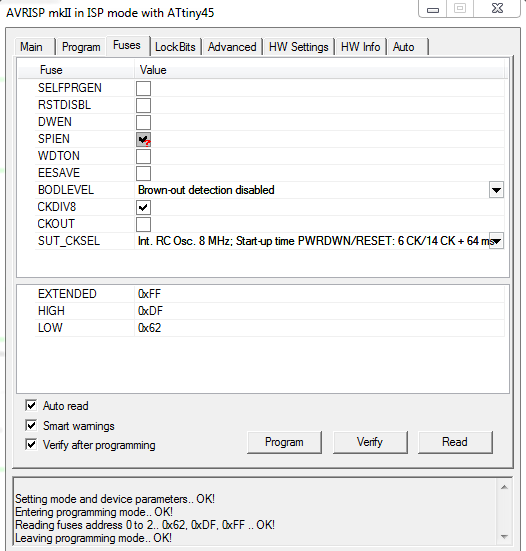 AVRISP mkII in ISP mode with ATtiny45
Main Program Fuses LockBits Advanced HW Settings HW Info Auto
Fuse Value
SELFPRGEN
RSTDISBL
DWEN
SPIEN
WDTON
EESAVE
BODLEVEL Brown-out detection disabled
CKDIV8
CKOUT
SUT_CKSEL Int. RC Osc. 8 MHz; Start-up time PWRDWN/RESET: 6 CK/14 CK + 64 ms
EXTENDED 0xFF
HIGH 0xDF
LOW 0x62
Auto read
Smart warnings
Verify after programming
Program Verify Read
Setting mode and device parameters.. OK!
Entering programming mode.. OK!
Reading fuses address 0 to 2.. 0x62, 0xDF, 0xFF .. OK!
Leaving programming mode.. OK!